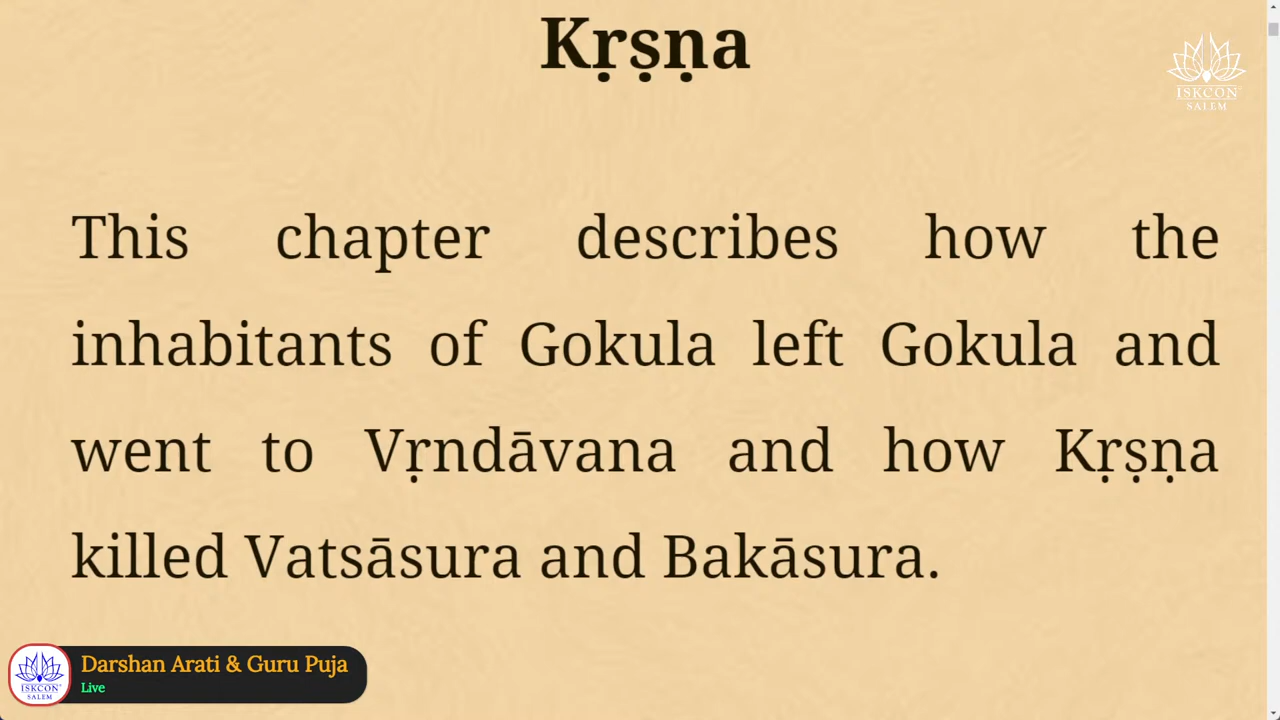 Kṛṣṇa
ISKCON
SALEM
This chapter describes how the
inhabitants of Gokula left Gokula and
went to Vṛndāvana and how Kṛṣṇa
killed Vatsāsura and Bakāsura.
Darshan Arati & Guru Puja
Live
ISKCON
SALEM